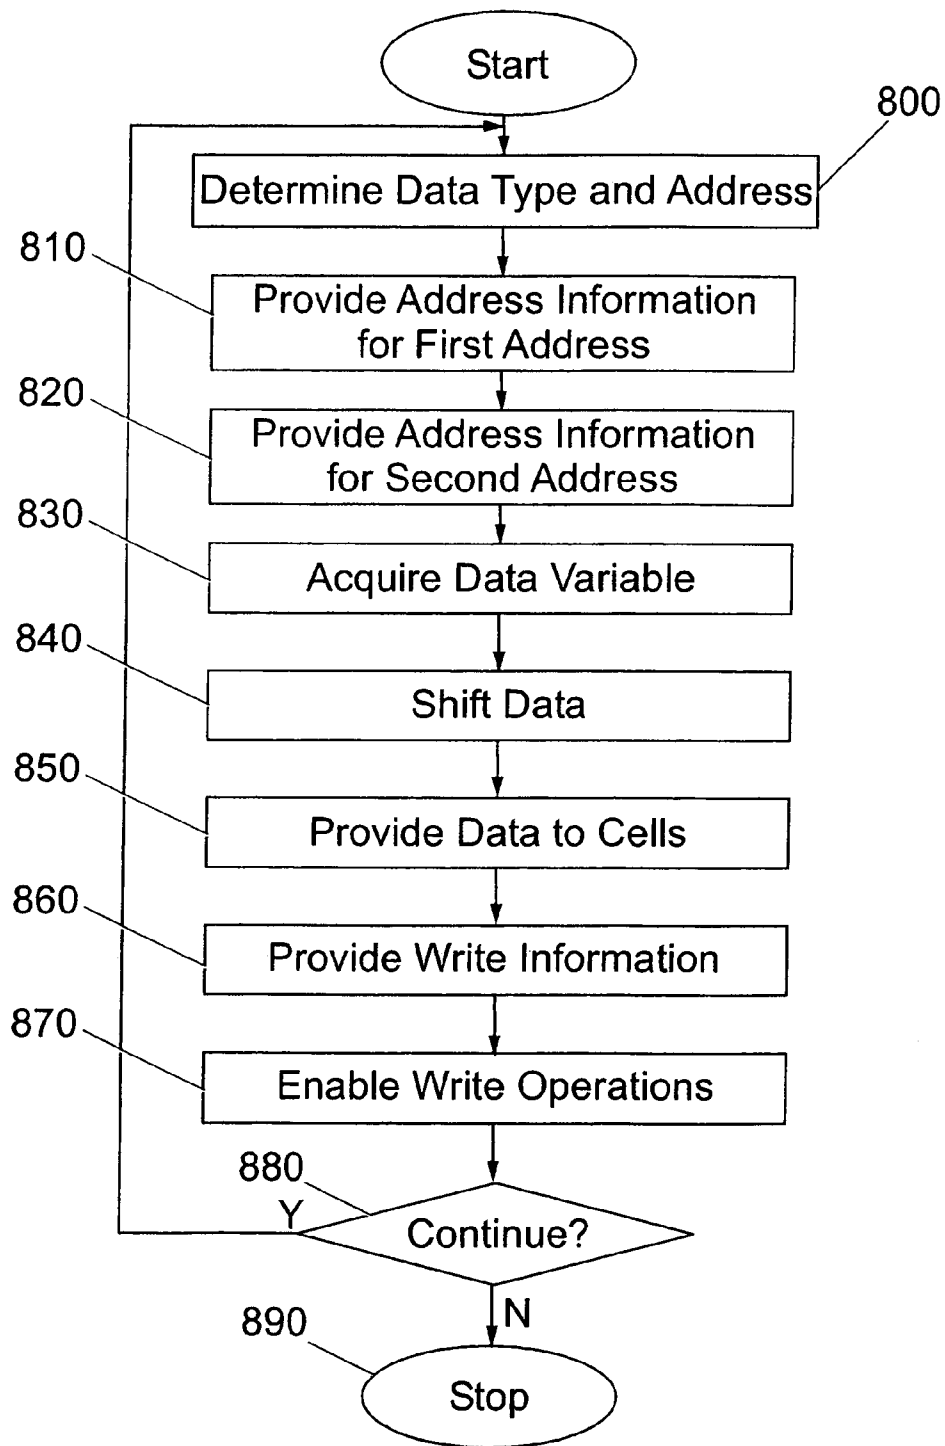 Start
800
Determine Data Type and Address
810
Provide Address Information
for First Address
820
Provide Address Information
for Second Address
830
Acquire Data Variable
840
Shift Data
850
Provide Data to Cells
860
Provide Write Information
870
Enable Write Operations
880
Y
Continue?
N
890
Stop